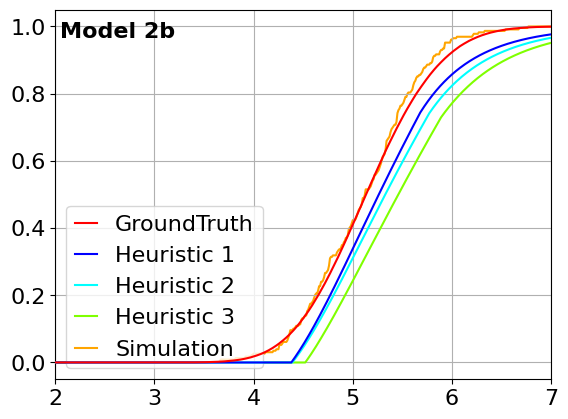 Model 2b
1.0
0.8
0.6
0.4
0.2
0.0
GroundTruth
Heuristic 1
Heuristic 2
Heuristic 3
Simulation
2 3 4 5 6 7